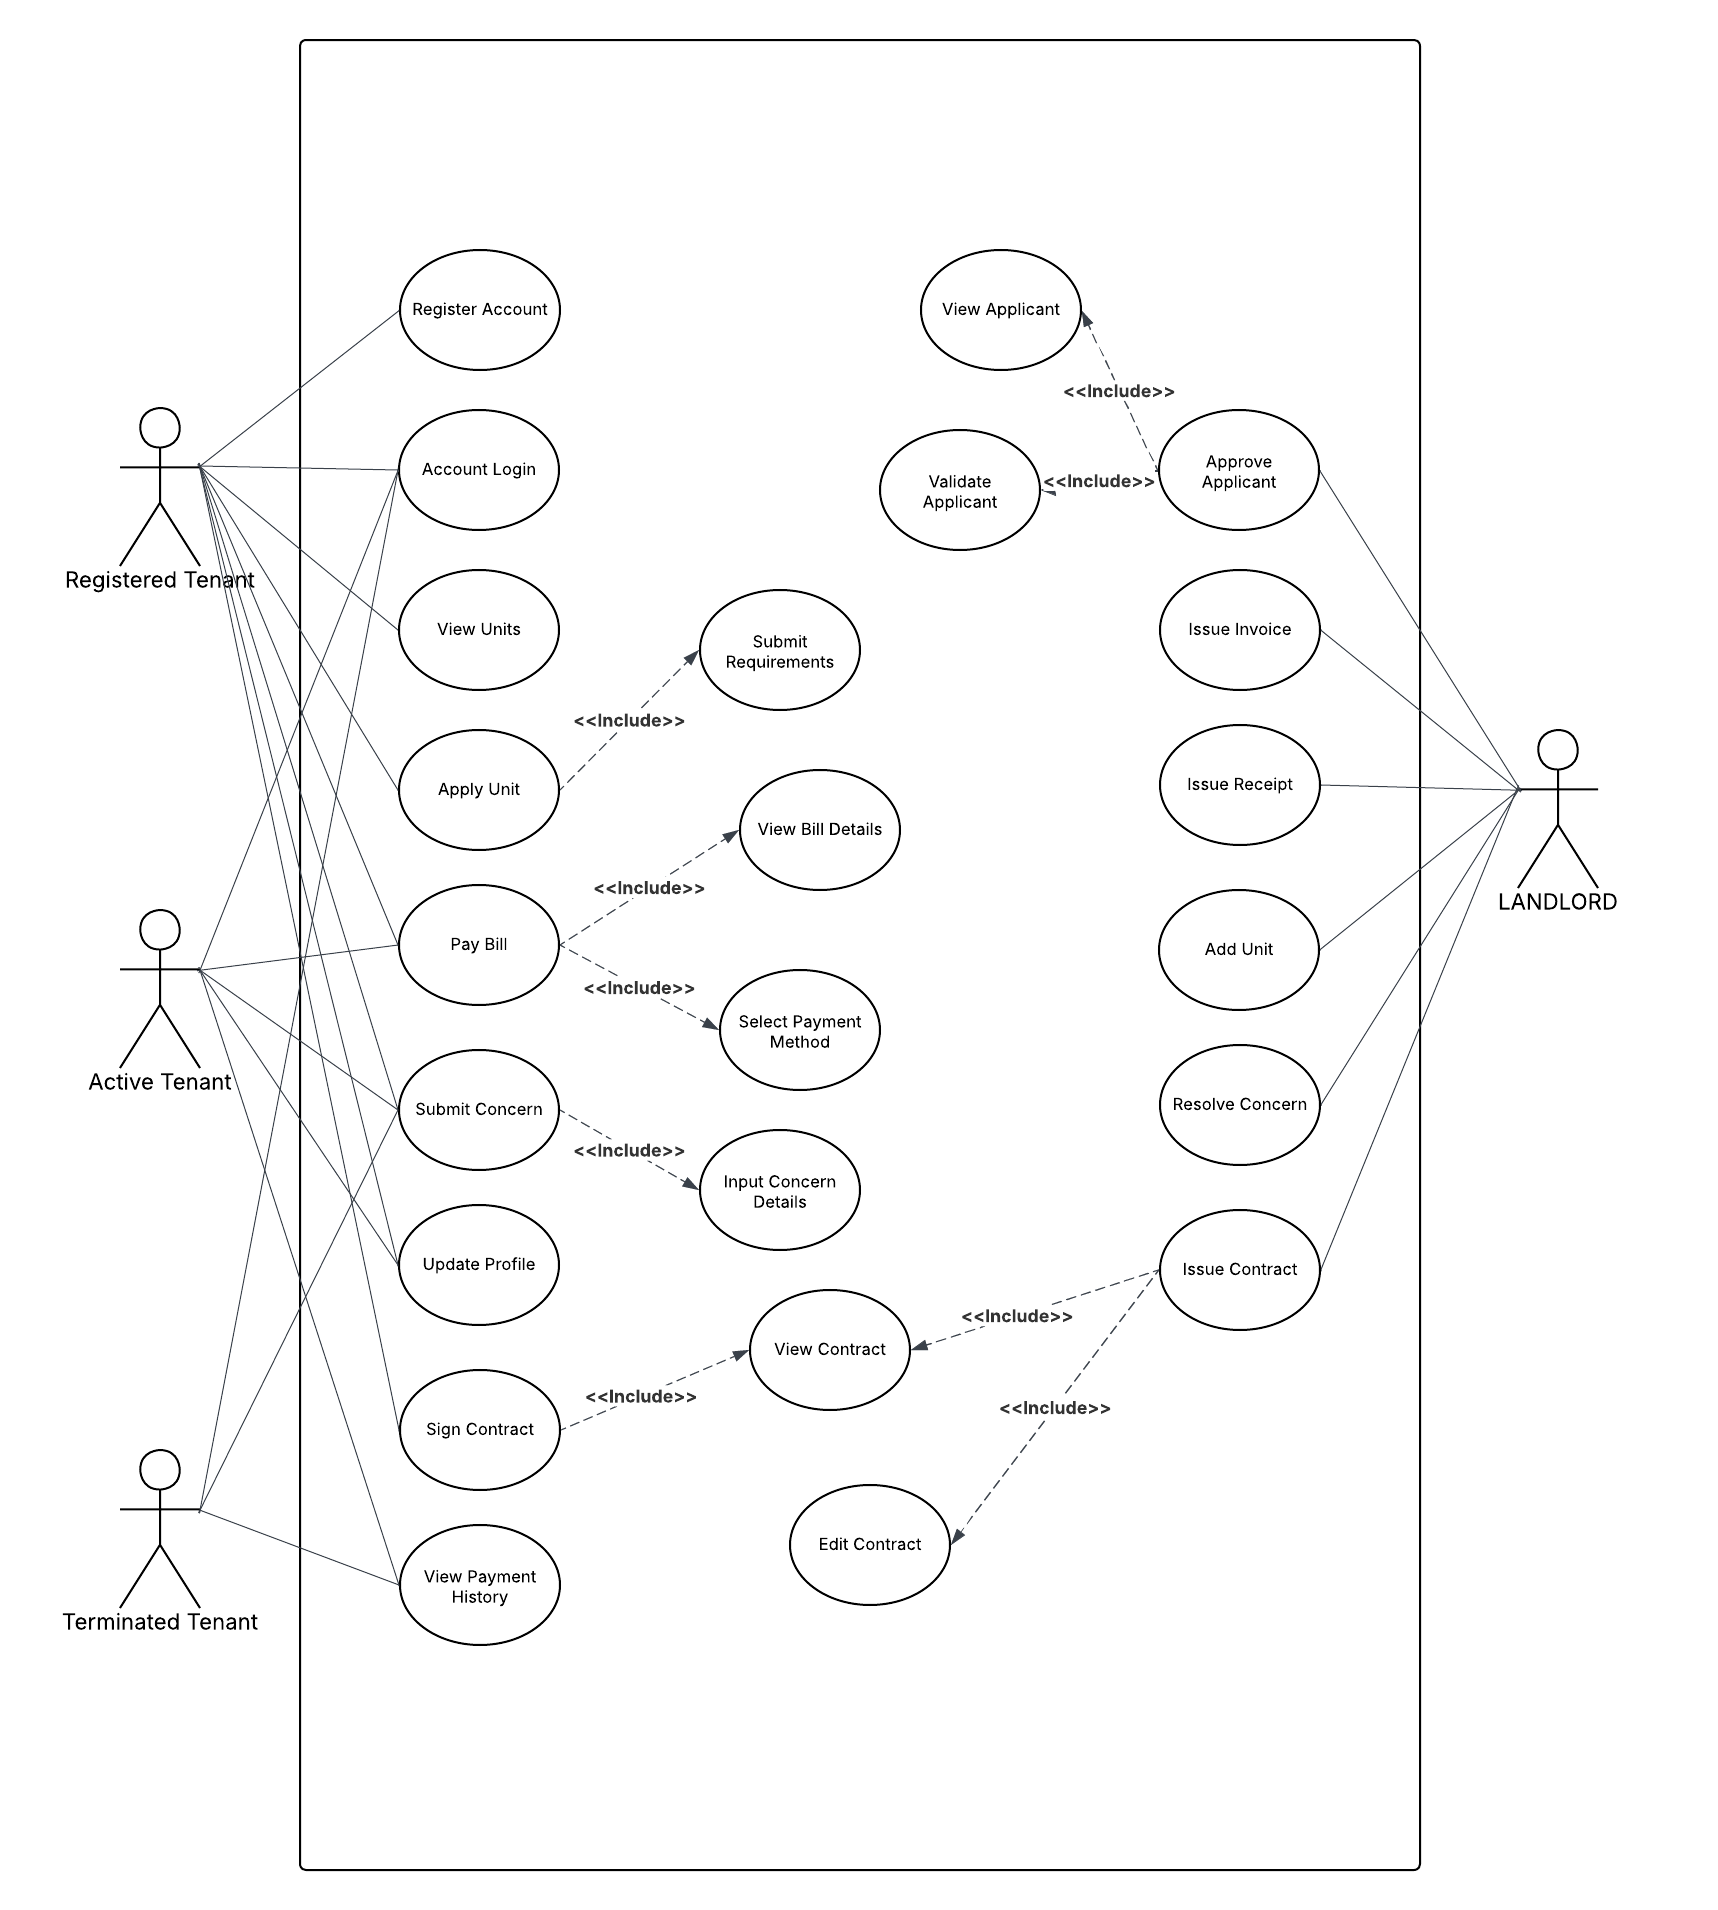 Register Account
View Applicant
<<Include>>
Account Login
Approve
Applicant
<<Include>>
Validate
Applicant
Registered Tenant
View Units
Submit
Requirements
Issue Invoice
<<Include>>
Apply Unit
View Bill Details
Issue Receipt
<<Include>>
LANDLORD
Pay Bill
Add Unit
<<Include>>
Select Payment
Method
Active Tenant
Submit Concern
Resolve Concern
<<Include>>
Input Concern
Details
Update Profile
Issue Contract
<<Include>>
View Contract
<<Include>>
<<Include>>
Sign Contract
Edit Contract
View Payment
History
Terminated Tenant